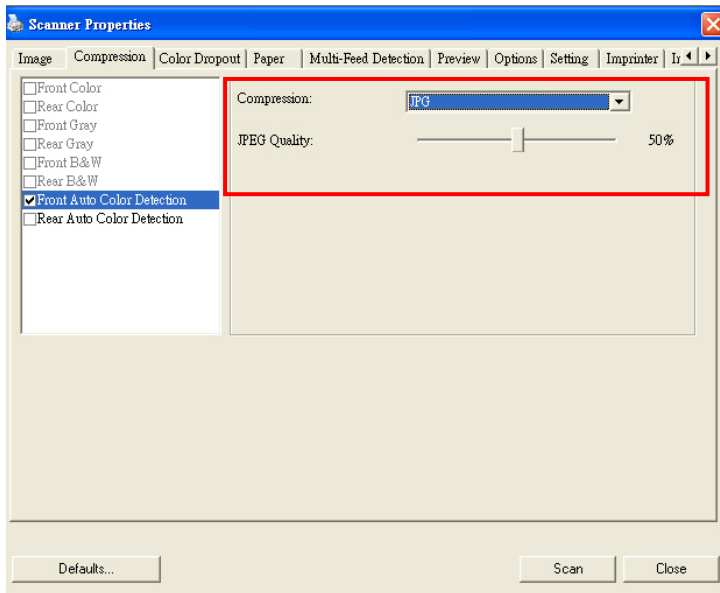 Scanner Properties
Image Compression Color Dropout Paper Multi-Feed Detection Preview Options Setting Imprinter
Front Color
Rear Color
Front Gray
Rear Gray
Front B&W
Rear B&W
Front Auto Color Detection
Rear Auto Color Detection
Compression: JPG
JPEG Quality: 50%
Defaults... Scan Close